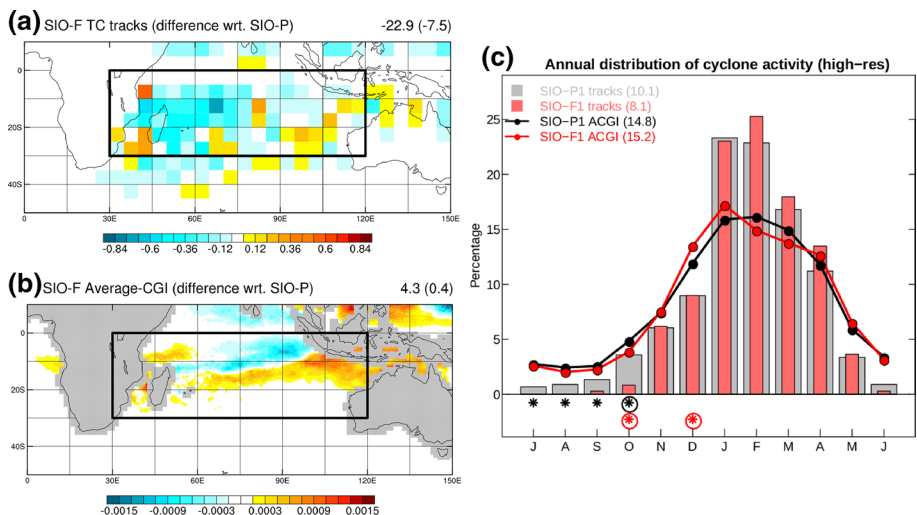 (a) SIO-F TC tracks (difference wrt. SIO-P) -22.9 (-7.5)
0
20S
40S
0 30E 60E 90E 120E 150E
-0.84 -0.6 -0.36 -0.12 0.12 0.36 0.6 0.84
(b) SIO-F Average-CGI (difference wrt. SIO-P) 4.3 (0.4)
0
20S
40S
0 30E 60E 90E 120E 150E
-0.0015 -0.0009 -0.0003 0.0003 0.0009 0.0015
(c) Annual distribution of cyclone activity (high-res)
SIO-P1 tracks (10.1)
SIO-F1 tracks (8.1)
SIO-P1 ACGI (14.8)
SIO-F1 ACGI (15.2)
Percentage
25
20
15
10
5
0
J A S O N D J F M A M J